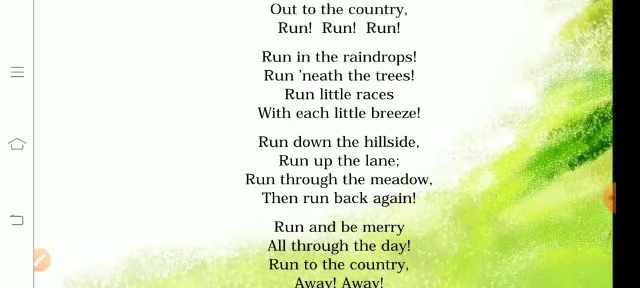 Out to the country,
Run! Run! Run!
Run in the raindrops!
Run 'neath the trees!
Run little races
With each little breeze!
Run down the hillside,
Run up the lane;
Run through the meadow,
Then run back again!
Run and be merry
All through the day!
Run to the country,
Away! Away!